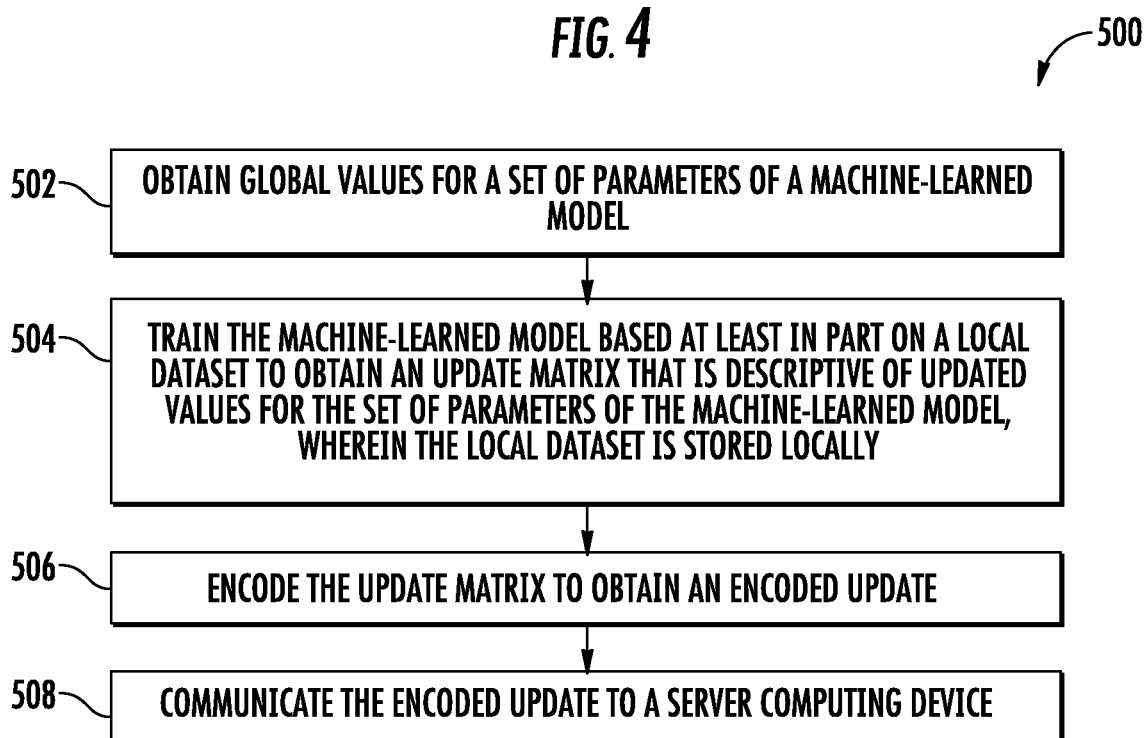 FIG. 4
500
502
OBTAIN GLOBAL VALUES FOR A SET OF PARAMETERS OF A MACHINE-LEARNED
MODEL
504
TRAIN THE MACHINE-LEARNED MODEL BASED AT LEAST IN PART ON A LOCAL
DATASET TO OBTAIN AN UPDATE MATRIX THAT IS DESCRIPTIVE OF UPDATED
VALUES FOR THE SET OF PARAMETERS OF THE MACHINE-LEARNED MODEL,
WHEREIN THE LOCAL DATASET IS STORED LOCALLY
506
ENCODE THE UPDATE MATRIX TO OBTAIN AN ENCODED UPDATE
508
COMMUNICATE THE ENCODED UPDATE TO A SERVER COMPUTING DEVICE